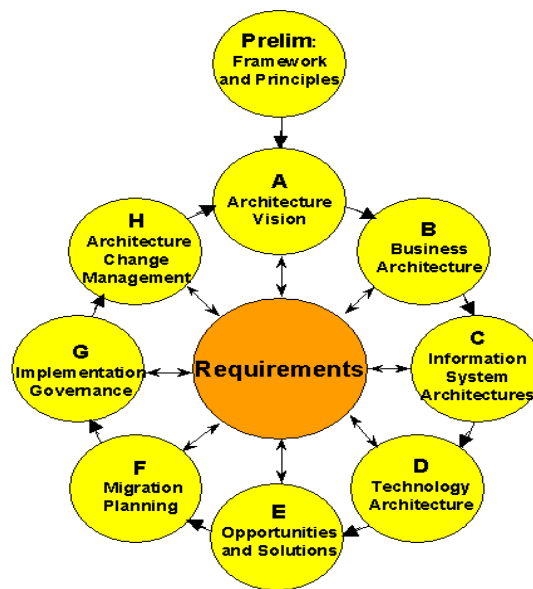 Prelim:
Framework
and Principles
A
Architecture
Vision
B
Business
Architecture
C
Information
System
Architectures
D
Technology
Architecture
E
Opportunities
and Solutions
F
Migration
Planning
G
Implementation
Governance
H
Architecture
Change
Management
Requirements